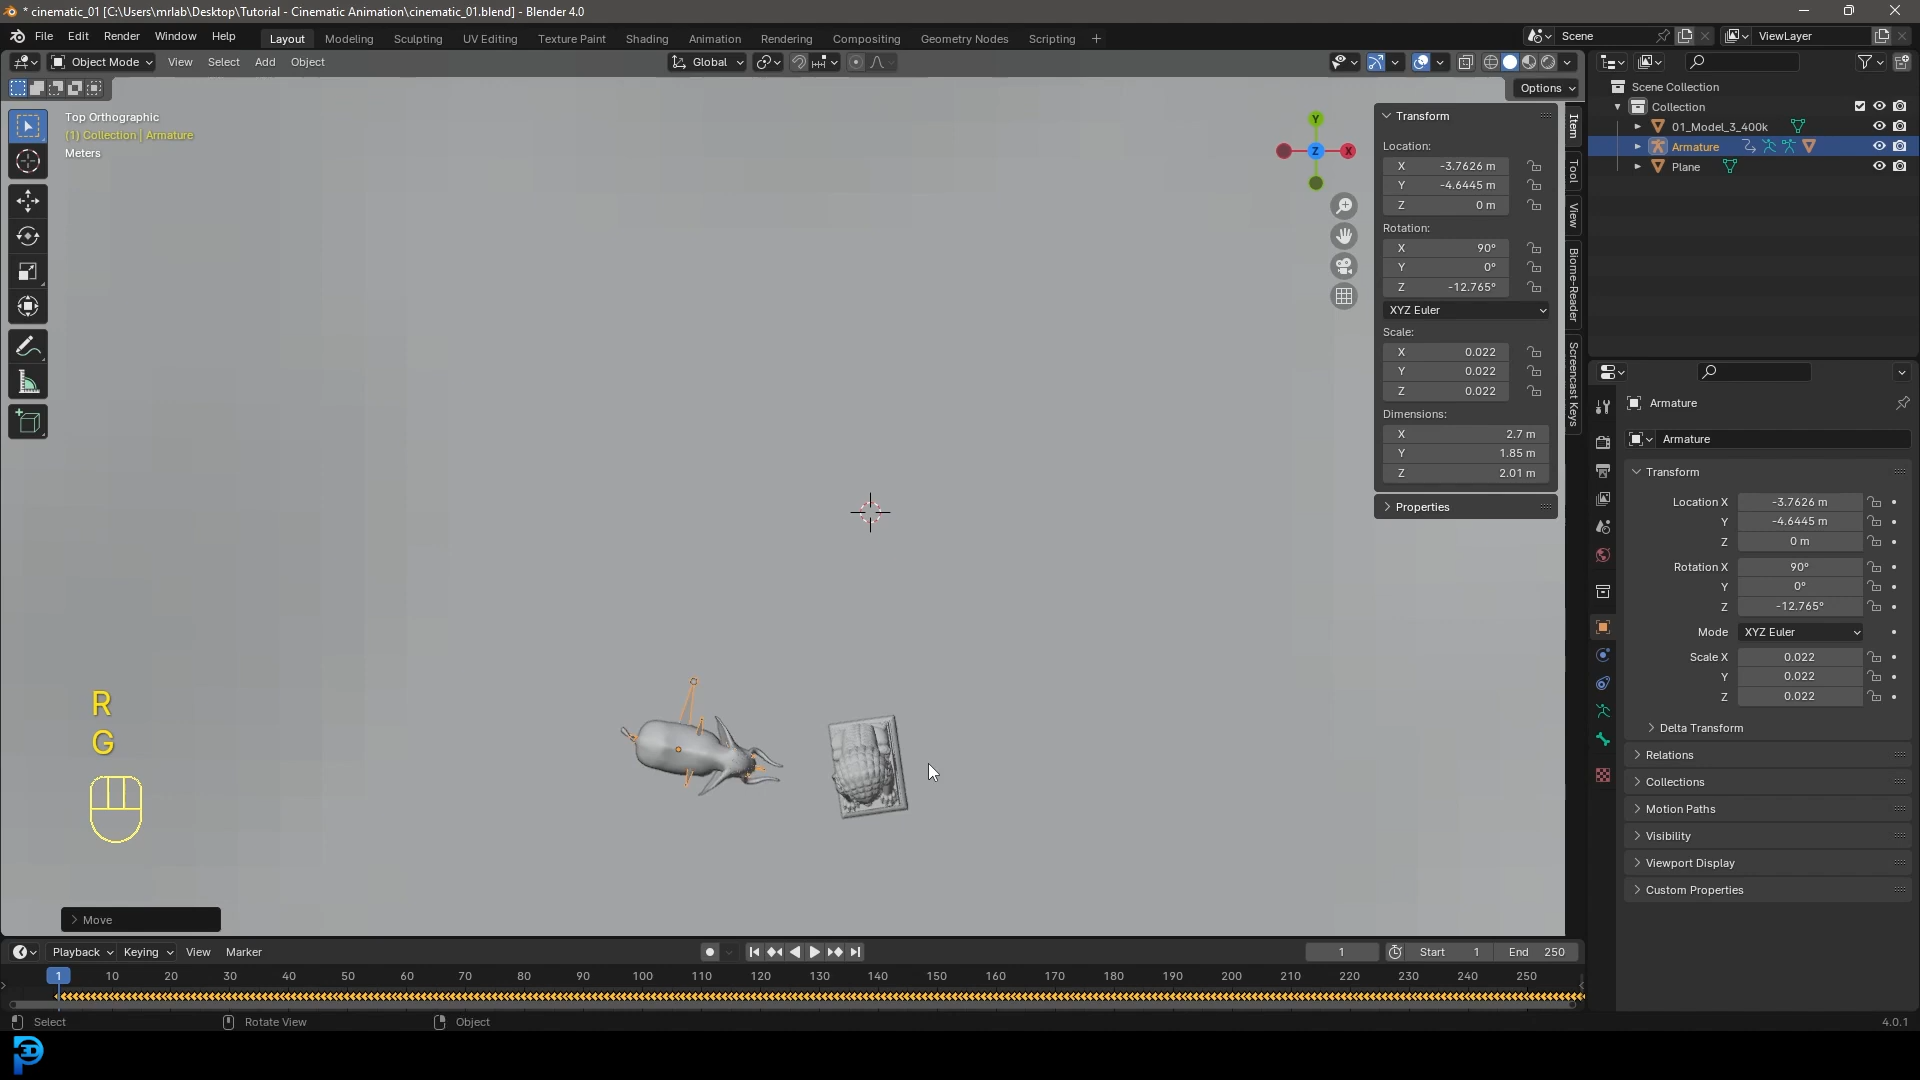 * cinematic_01 [C:\Users\mrlab\Desktop\Tutorial - Cinematic Animation\cinematic_01.blend] - Blender 4.0
File Edit Render Window Help
Layout Modeling Sculpting UV Editing Texture Paint Shading Animation Rendering Compositing Geometry Nodes Scripting +
Scene
ViewLayer
Object Mode View Select Add Object
Global
Options
Top Orthographic
(1) Collection | Armature
Meters
Y
Z
X
Transform
Location:
X -3.7626 m
Y -4.6445 m
Z 0 m
Rotation:
X 90°
Y 0°
Z -12.765°
XYZ Euler
Scale:
X 0.022
Y 0.022
Z 0.022
Dimensions:
X 2.7 m
Y 1.85 m
Z 2.01 m
Properties
Item
Tool
View
Biome-Reader
Screencast Keys
Scene Collection
Collection
01_Model_3_400k
Armature
Plane
Armature
Armature
Transform
Location X -3.7626 m
Y -4.6445 m
Z 0 m
Rotation X 90°
Y 0°
Z -12.765°
Mode XYZ Euler
Scale X 0.022
Y 0.022
Z 0.022
Delta Transform
Relations
Collections
Motion Paths
Visibility
Viewport Display
Custom Properties
R
G
Move
Playback Keying View Marker
1
Start 1
End 250
1 10 20 30 40 50 60 70 80 90 100 110 120 130 140 150 160 170 180 190 200 210 220 230 240 250
Select
Rotate View
Object
4.0.1
3D
P